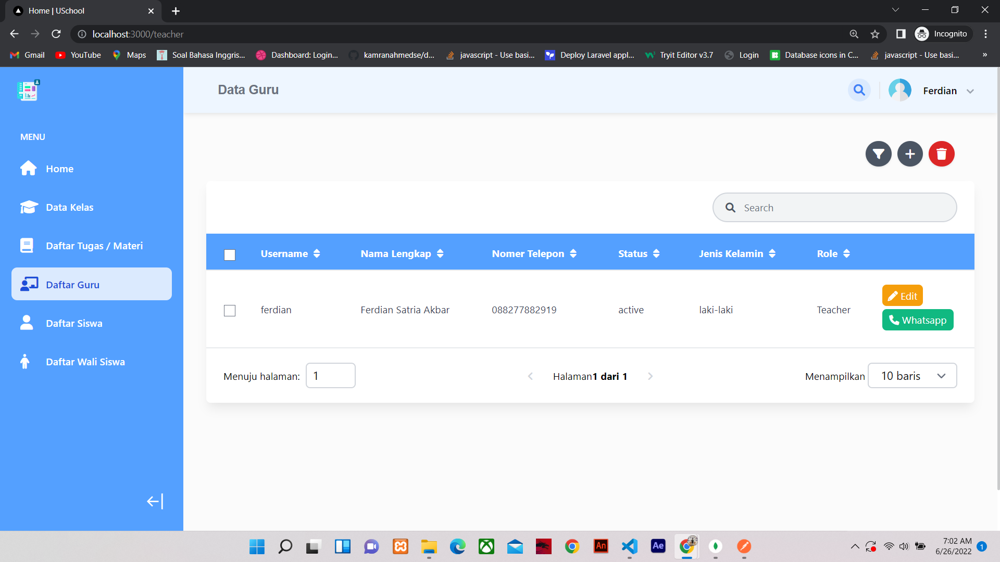 Home | USchool
localhost:3000/teacher
Incognito
Gmail
YouTube
Maps
Soal Bahasa Inggris...
Dashboard: Login...
kamranahmedse/d...
javascript - Use basi...
Deploy Laravel appl...
Tryit Editor v3.7
Login
Database icons in C...
javascript - Use basi...
»
Data Guru
Ferdian
MENU
Home
Data Kelas
Daftar Tugas / Materi
Daftar Guru
Daftar Siswa
Daftar Wali Siswa
Search
Username Nama Lengkap Nomer Telepon Status Jenis Kelamin Role
ferdian Ferdian Satria Akbar 088277882919 active laki-laki Teacher
Edit
Whatsapp
Menuju halaman: 1 Halaman1 dari 1 Menampilkan 10 baris
An
Ae
7:02 AM
6/26/2022
1